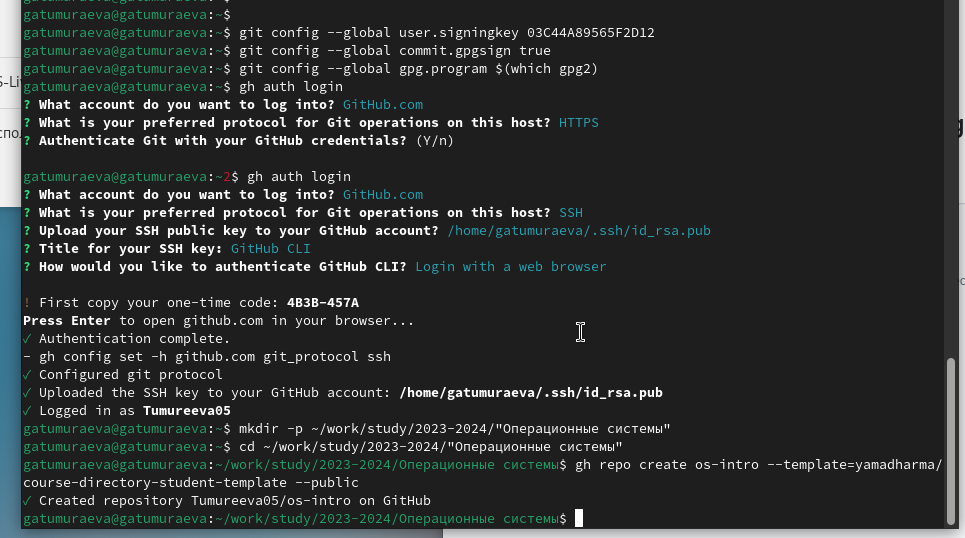 gatumuraeva@gatumuraeva:~$
gatumuraeva@gatumuraeva:~$ git config --global user.signingkey 03C44A89565F2D12
gatumuraeva@gatumuraeva:~$ git config --global commit.gpgsign true
gatumuraeva@gatumuraeva:~$ git config --global gpg.program $(which gpg2)
gatumuraeva@gatumuraeva:~$ gh auth login
? What account do you want to log into? GitHub.com
? What is your preferred protocol for Git operations on this host? HTTPS
? Authenticate Git with your GitHub credentials? (Y/n)
gatumuraeva@gatumuraeva:~2$ gh auth login
? What account do you want to log into? GitHub.com
? What is your preferred protocol for Git operations on this host? SSH
? Upload your SSH public key to your GitHub account? /home/gatumuraeva/.ssh/id_rsa.pub
? Title for your SSH key: GitHub CLI
? How would you like to authenticate GitHub CLI? Login with a web browser
! First copy your one-time code: 4B3B-457A
Press Enter to open github.com in your browser...
✓ Authentication complete.
- gh config set -h github.com git_protocol ssh
✓ Configured git protocol
✓ Uploaded the SSH key to your GitHub account: /home/gatumuraeva/.ssh/id_rsa.pub
✓ Logged in as Tumureeva05
gatumuraeva@gatumuraeva:~$ mkdir -p ~/work/study/2023-2024/"Операционные системы"
gatumuraeva@gatumuraeva:~$ cd ~/work/study/2023-2024/"Операционные системы"
gatumuraeva@gatumuraeva:~/work/study/2023-2024/Операционные системы$ gh repo create os-intro --template=yamadharma/
course-directory-student-template --public
✓ Created repository Tumureeva05/os-intro on GitHub
gatumuraeva@gatumuraeva:~/work/study/2023-2024/Операционные системы$